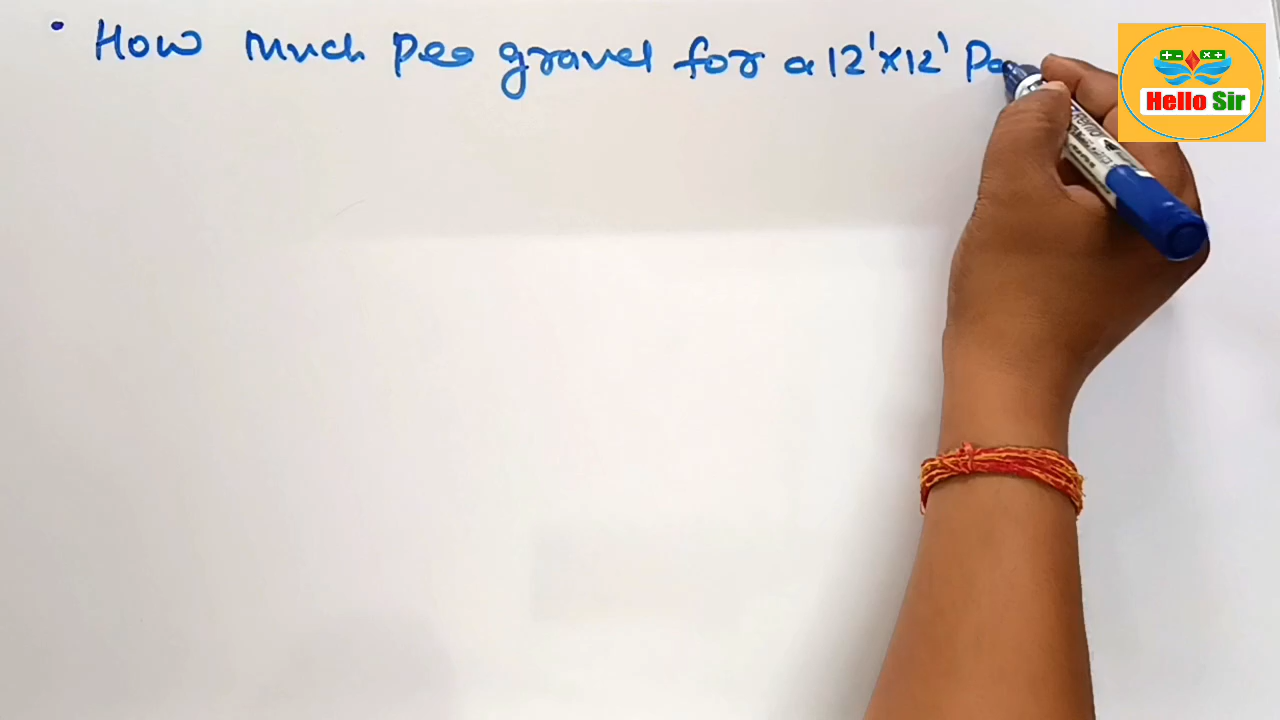 • How Much Pea gravel for a 12'x12' Pa
+ - × ÷
Hello Sir